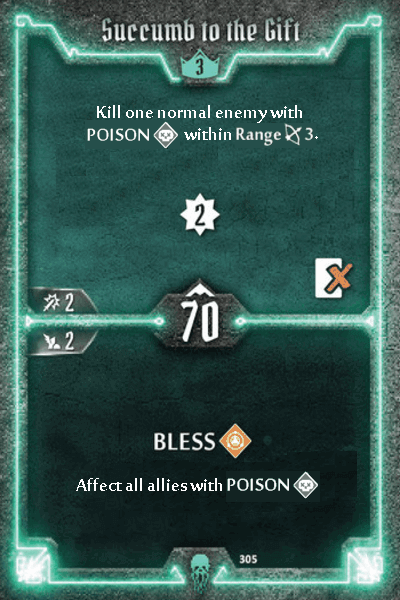 Succumb to the Gift
3
Kill one normal enemy with
POISON within Range 3.
2
2
70
2
BLESS
Affect all allies with POISON
305